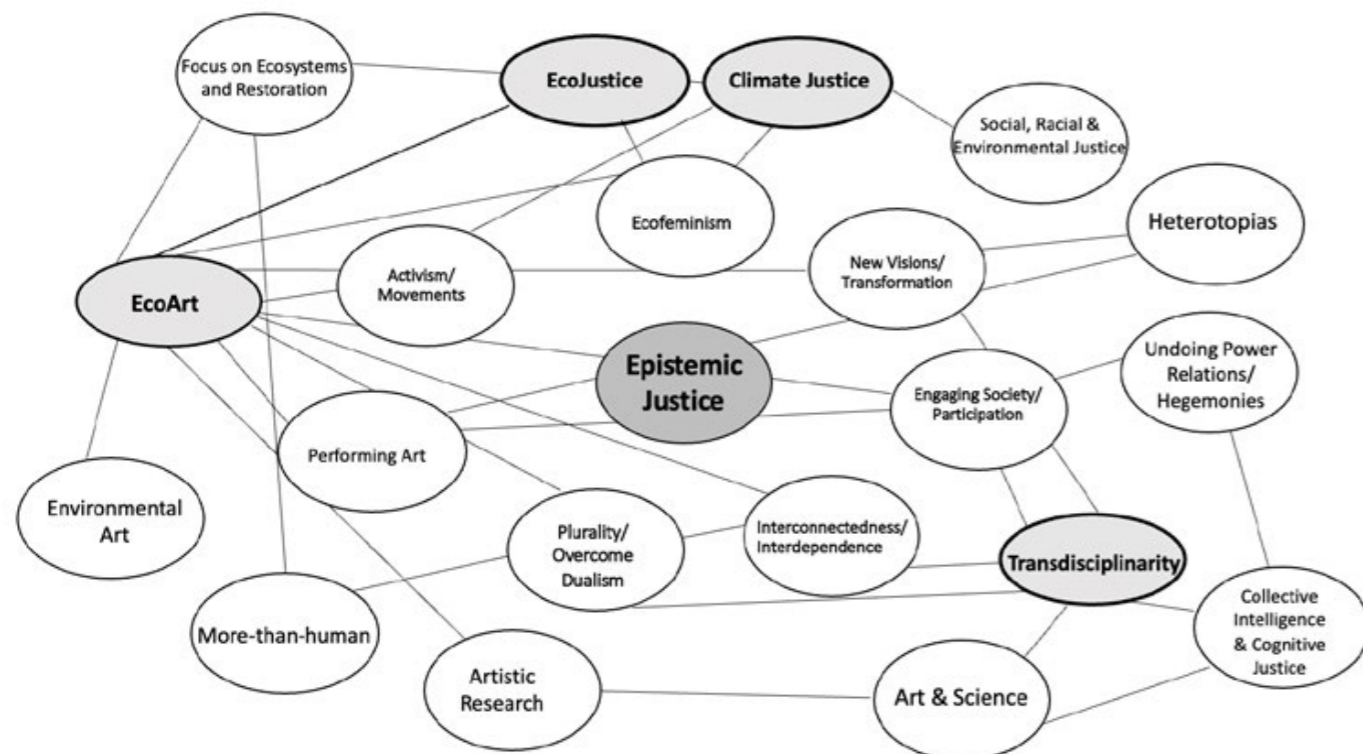 Focus on Ecosystems
and Restoration
EcoJustice
Climate Justice
Social, Racial &
Environmental Justice
Ecofeminism
Heterotopias
New Visions/
Transformation
Activism/
Movements
EcoArt
Epistemic
Justice
Undoing Power
Relations/
Hegemonies
Engaging Society/
Participation
Performing Art
Environmental
Art
Plurality/
Overcome
Dualism
Interconnectedness/
Interdependence
Transdisciplinarity
Collective
Intelligence
& Cognitive
Justice
More-than-human
Artistic
Research
Art & Science